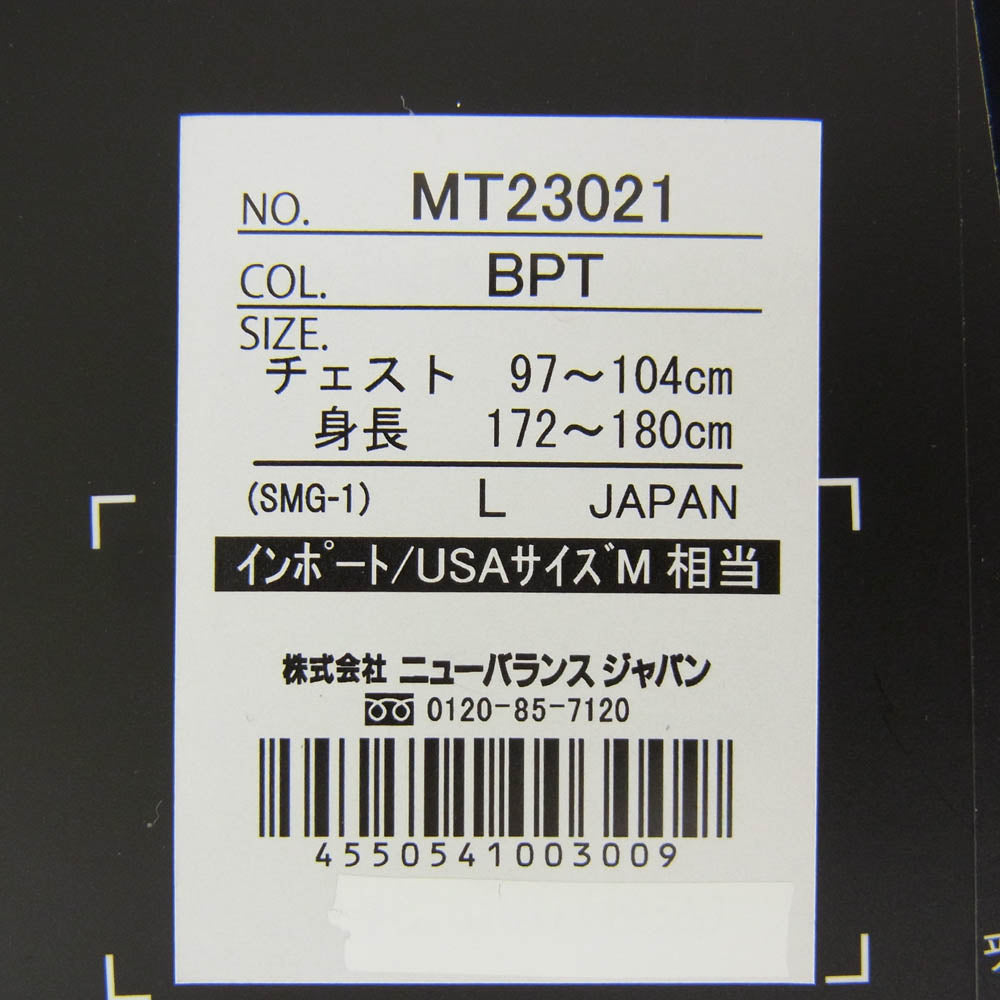 NO. MT23021
COL. BPT
SIZE.
チェスト 97～104cm
身長 172～180cm
(SMG-1) L JAPAN
インポート/USAサイズM 相当
株式会社 ニューバランス ジャパン
0120-85-7120
4550541003009